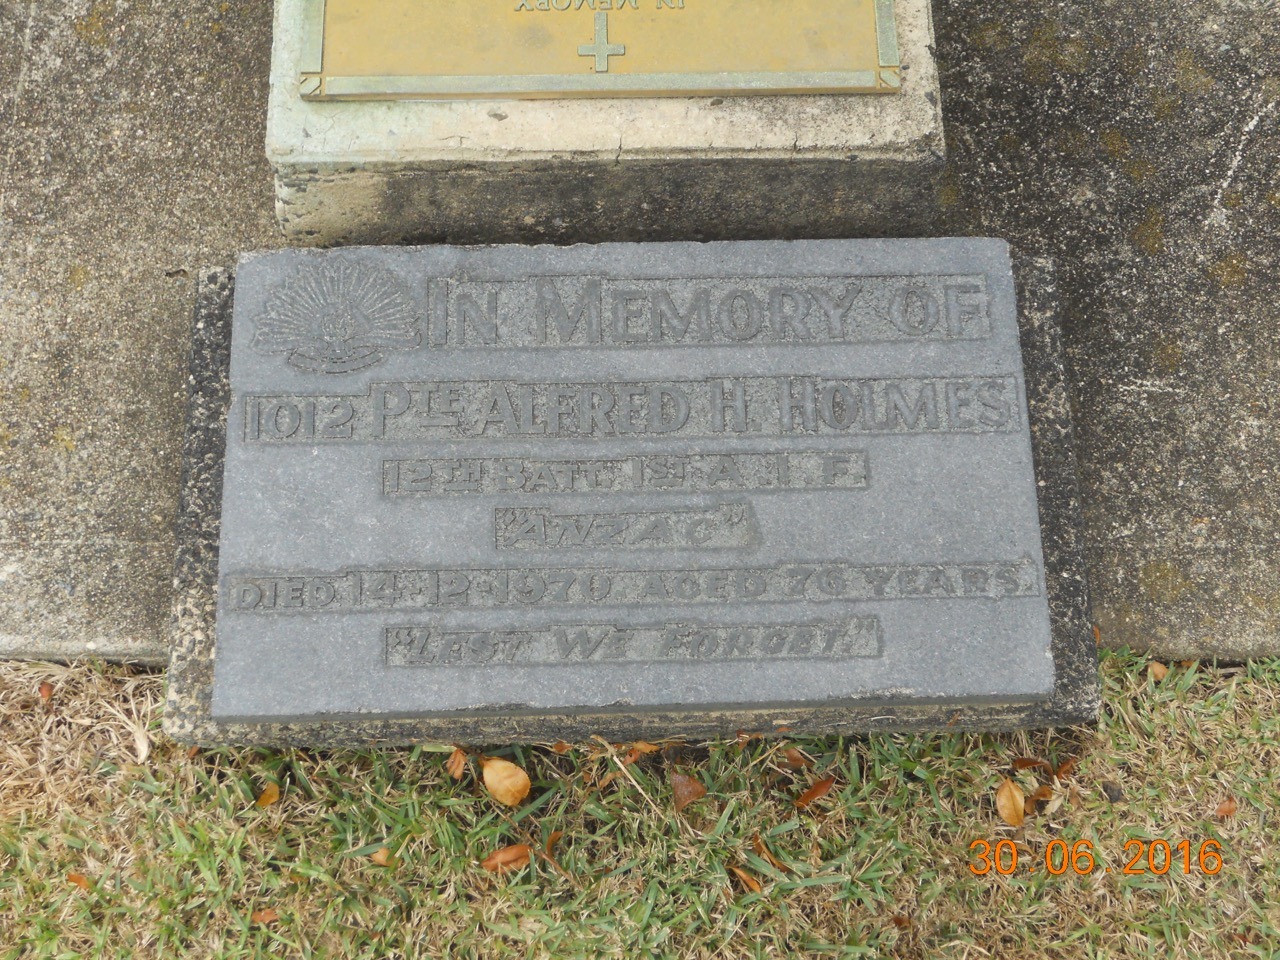 IN MEMORY
IN MEMORY OF
1012 PTE ALFRED H. HOLMES
12TH BATT. 1ST A.I.F.
"ANZAC"
DIED 14-12-1970 AGED 76 YEARS.
"LEST WE FORGET"
30.06.2016